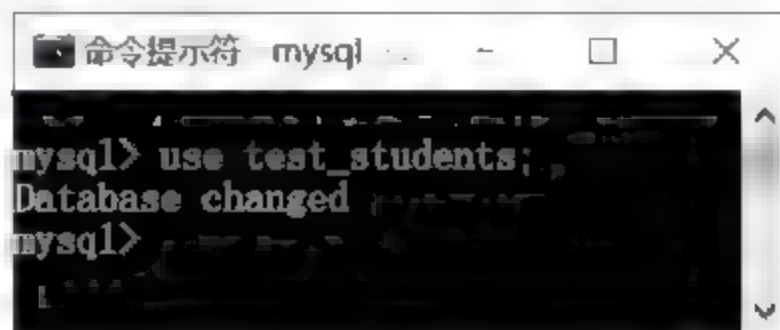 命令提示符 mysql
mysql> use test_students;
Database changed
mysql>